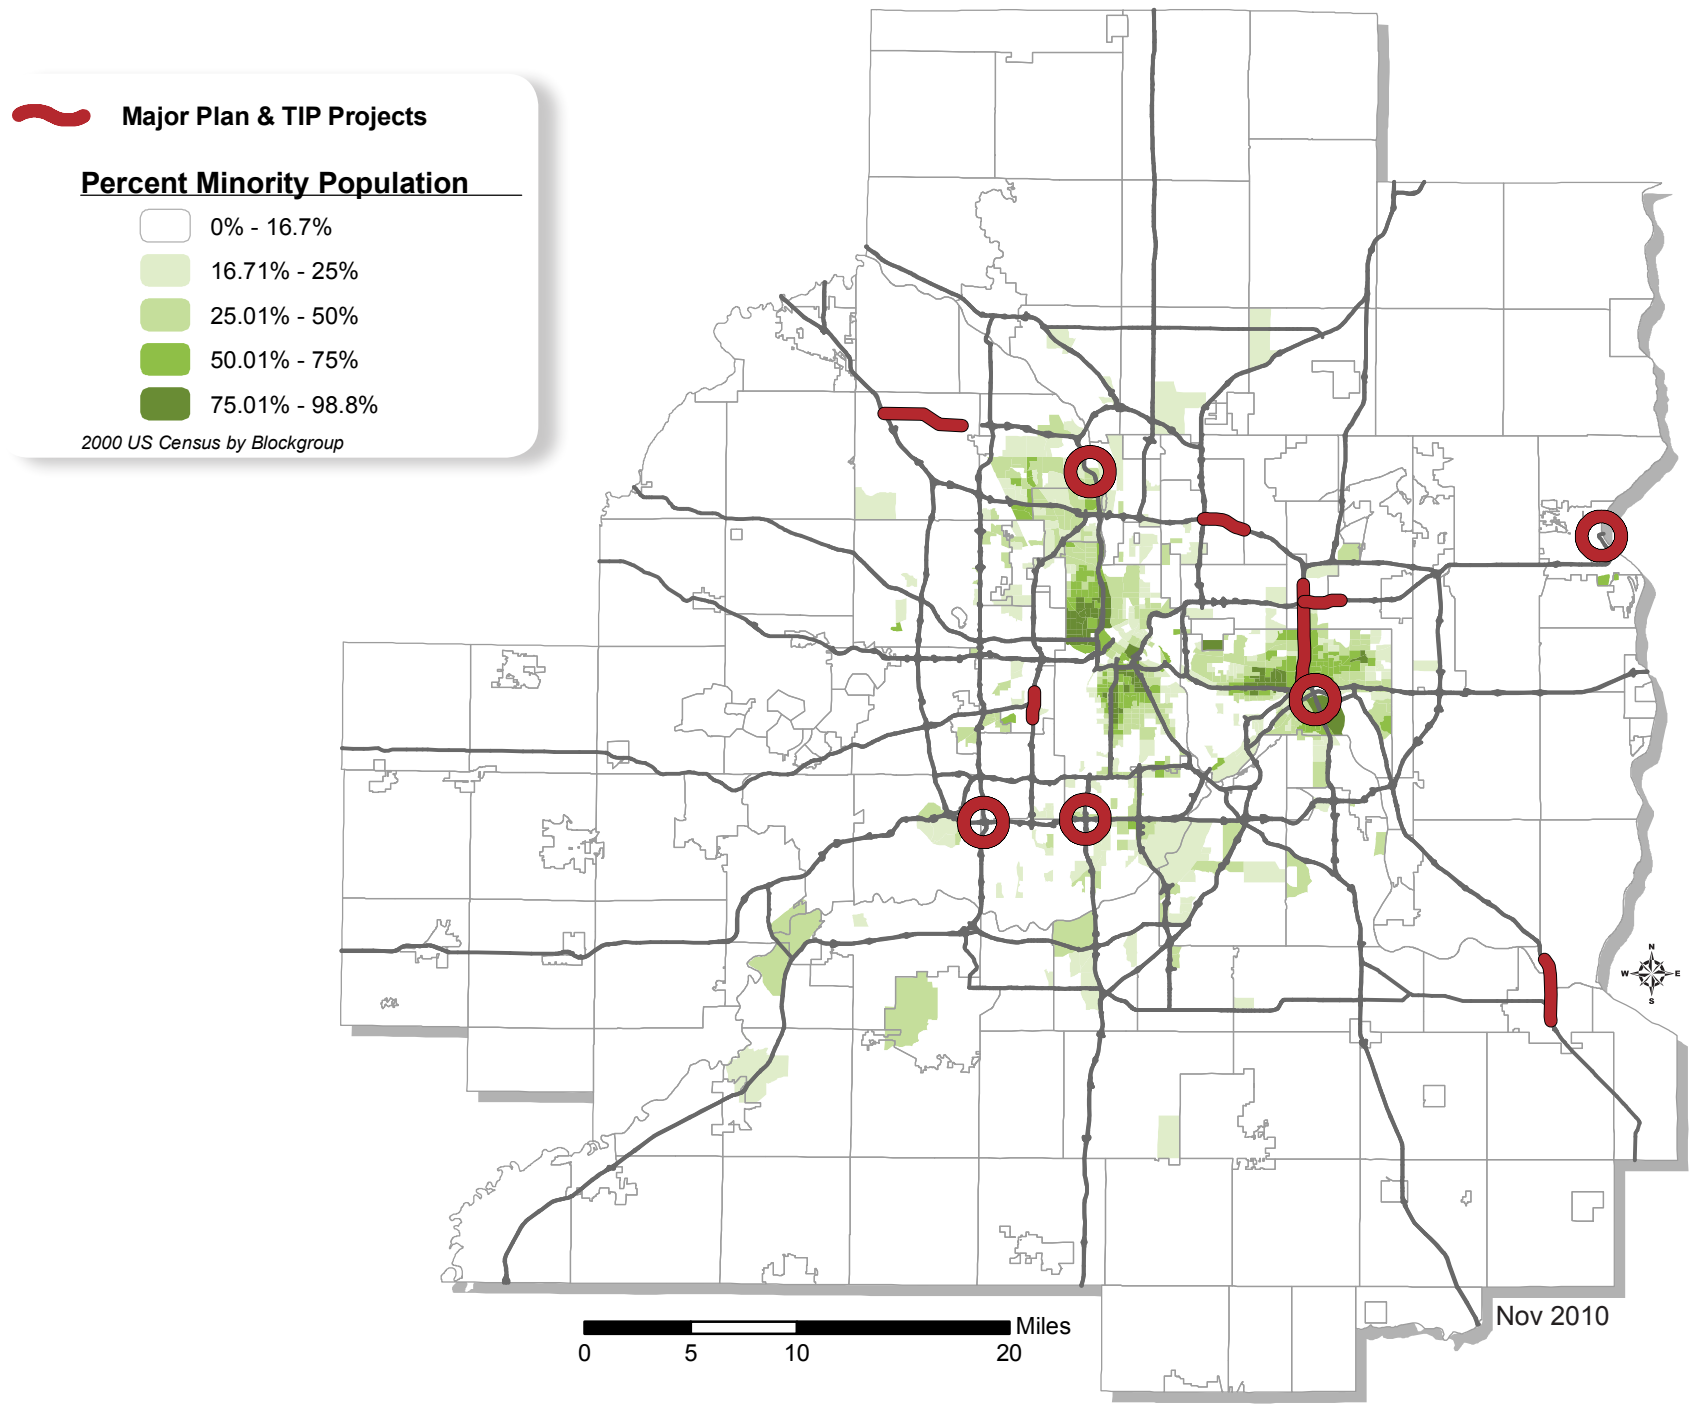 Major Plan & TIP Projects
Percent Minority Population
0% - 16.7%
16.71% - 25%
25.01% - 50%
50.01% - 75%
75.01% - 98.8%
2000 US Census by Blockgroup
N
W E
S
Nov 2010
Miles
0 5 10 20